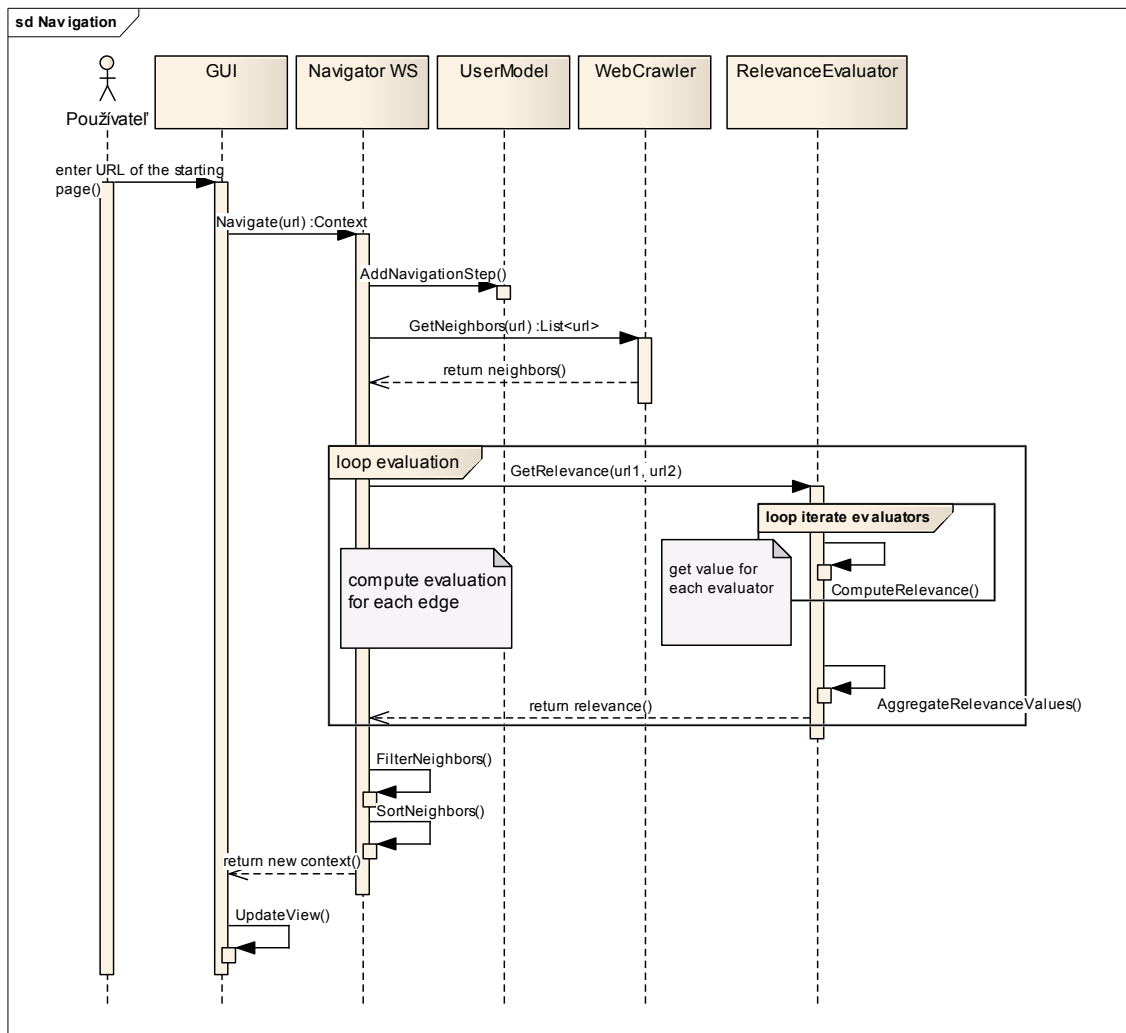 sd Navigation
Používateľ
GUI
Navigator WS
UserModel
WebCrawler
RelevanceEvaluator
enter URL of the starting
page()
Navigate(url) :Context
AddNavigationStep()
GetNeighbors(url) :List<url>
return neighbors()
loop evaluation
GetRelevance(url1, url2)
loop iterate evaluators
compute evaluation
for each edge
get value for
each evaluator
ComputeRelevance()
AggregateRelevanceValues()
return relevance()
FilterNeighbors()
SortNeighbors()
return new context()
UpdateView()